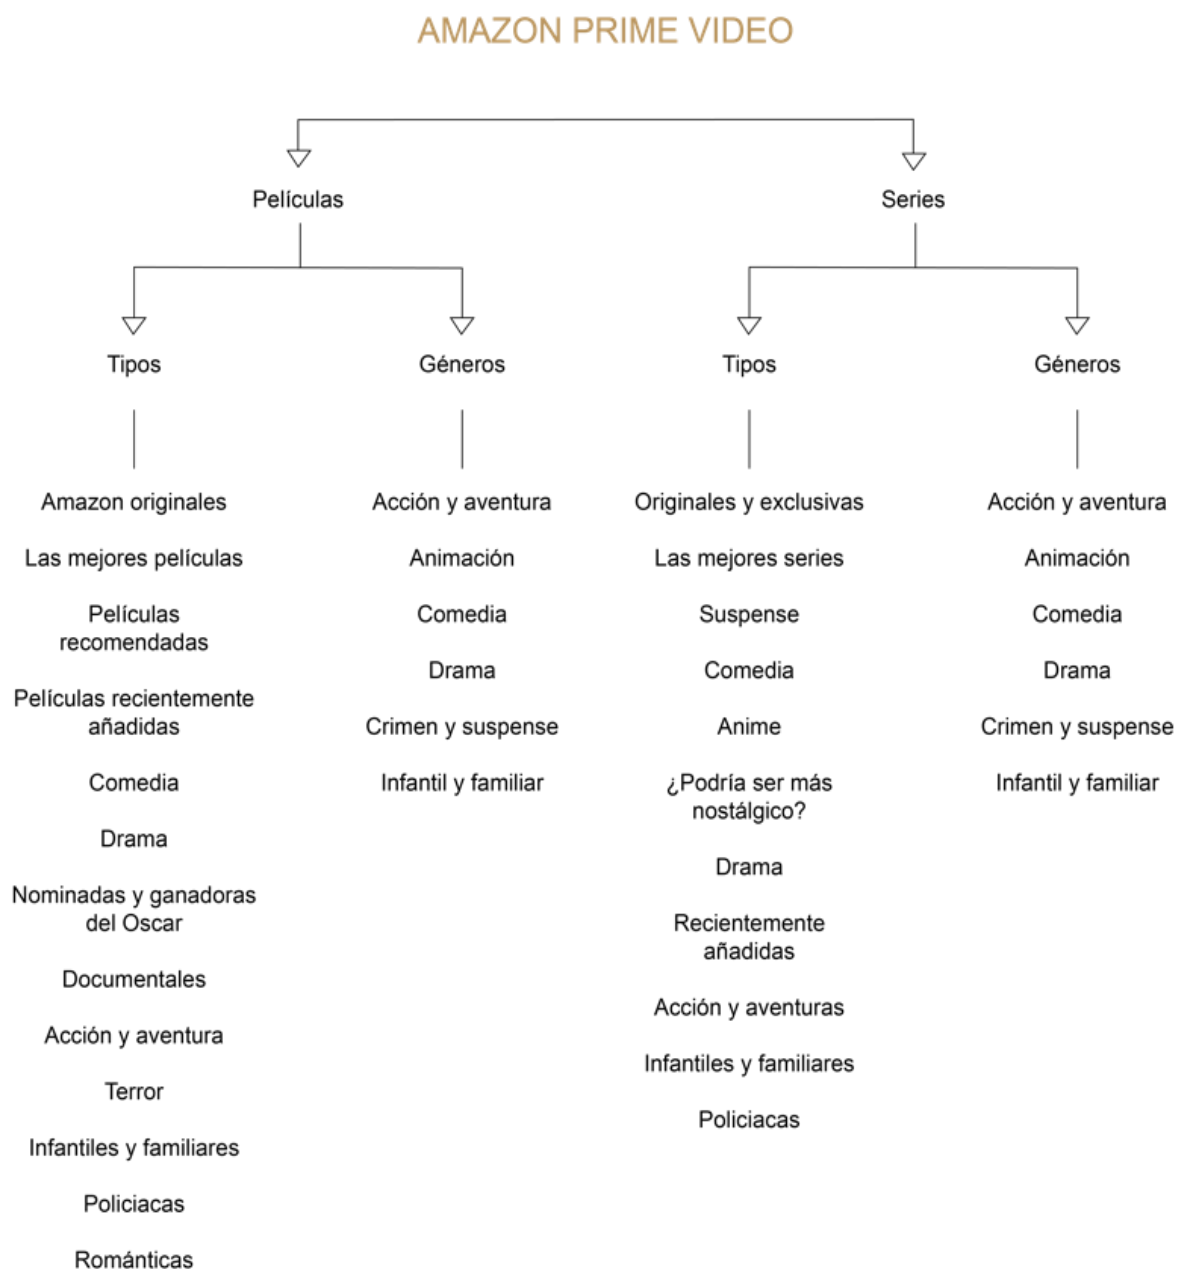 AMAZON PRIME VIDEO
Películas
Series
Tipos
Géneros
Tipos
Géneros
Amazon originales
Las mejores películas
Películas
recomendadas
Películas recientemente
añadidas
Comedia
Drama
Nominadas y ganadoras
del Oscar
Documentales
Acción y aventura
Terror
Infantiles y familiares
Policiacas
Románticas
Acción y aventura
Animación
Comedia
Drama
Crimen y suspense
Infantil y familiar
Originales y exclusivas
Las mejores series
Suspense
Comedia
Anime
¿Podría ser más
nostálgico?
Drama
Recientemente
añadidas
Acción y aventuras
Infantiles y familiares
Policiacas
Acción y aventura
Animación
Comedia
Drama
Crimen y suspense
Infantil y familiar